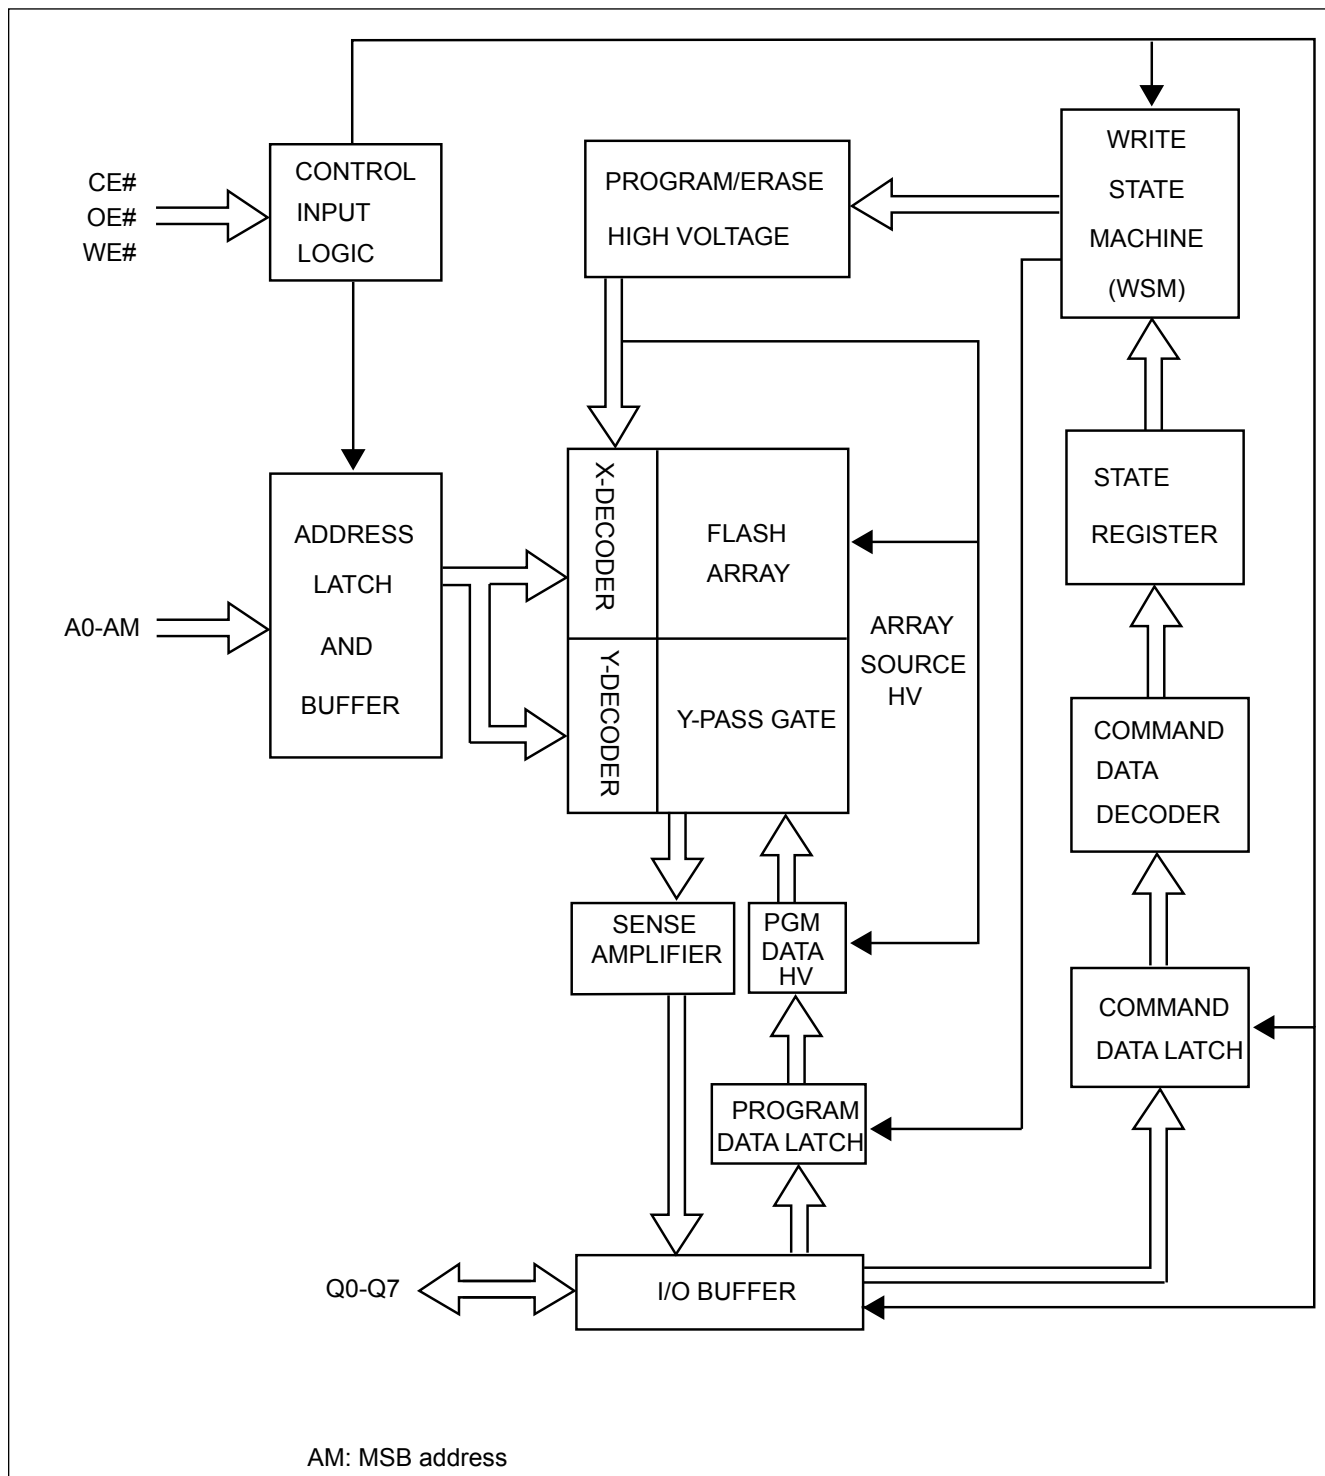 CE#
OE#
WE#
CONTROL
INPUT
LOGIC
PROGRAM/ERASE
HIGH VOLTAGE
WRITE
STATE
MACHINE
(WSM)
STATE
REGISTER
A0-AM
ADDRESS
LATCH
AND
BUFFER
X-DECODER
FLASH
ARRAY
Y-DECODER
Y-PASS GATE
ARRAY
SOURCE
HV
COMMAND
DATA
DECODER
SENSE
AMPLIFIER
PGM
DATA
HV
COMMAND
DATA LATCH
PROGRAM
DATA LATCH
Q0-Q7
I/O BUFFER
AM: MSB address